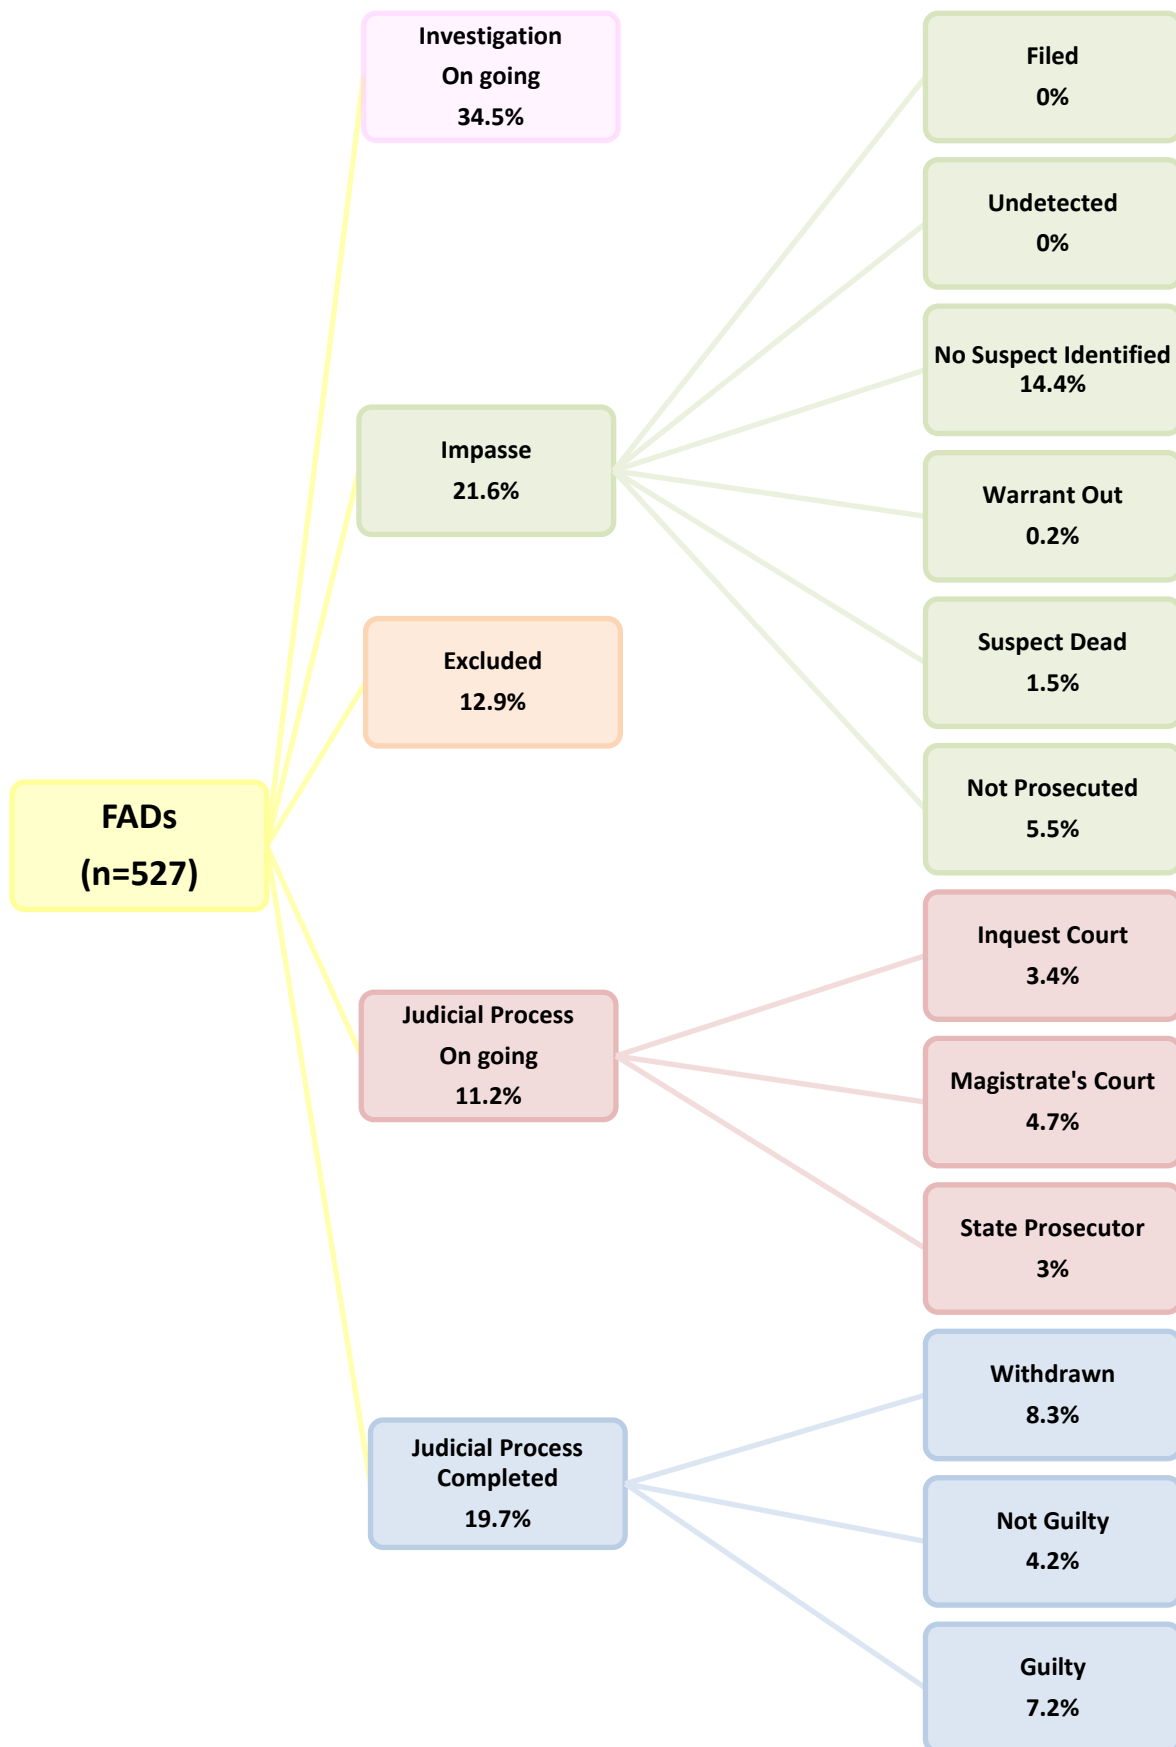 FADs
(n=527)
Investigation
On going
34.5%
Impasse
21.6%
Excluded
12.9%
Judicial Process
On going
11.2%
Judicial Process
Completed
19.7%
Filed
0%
Undetected
0%
No Suspect Identified
14.4%
Warrant Out
0.2%
Suspect Dead
1.5%
Not Prosecuted
5.5%
Inquest Court
3.4%
Magistrate's Court
4.7%
State Prosecutor
3%
Withdrawn
8.3%
Not Guilty
4.2%
Guilty
7.2%